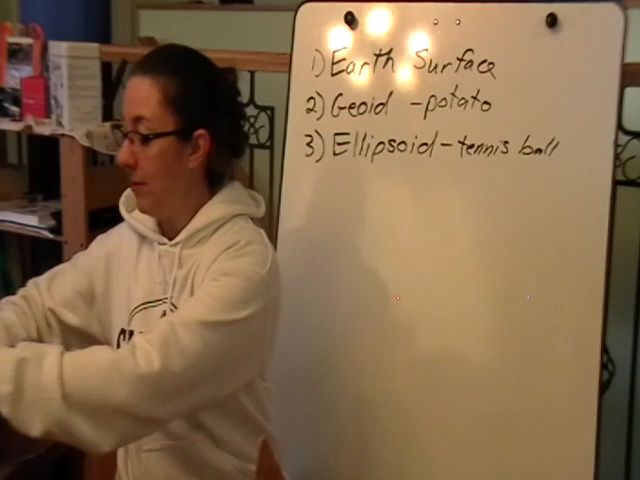 1) Earth Surface
2) Geoid - potato
3) Ellipsoid - tennis ball